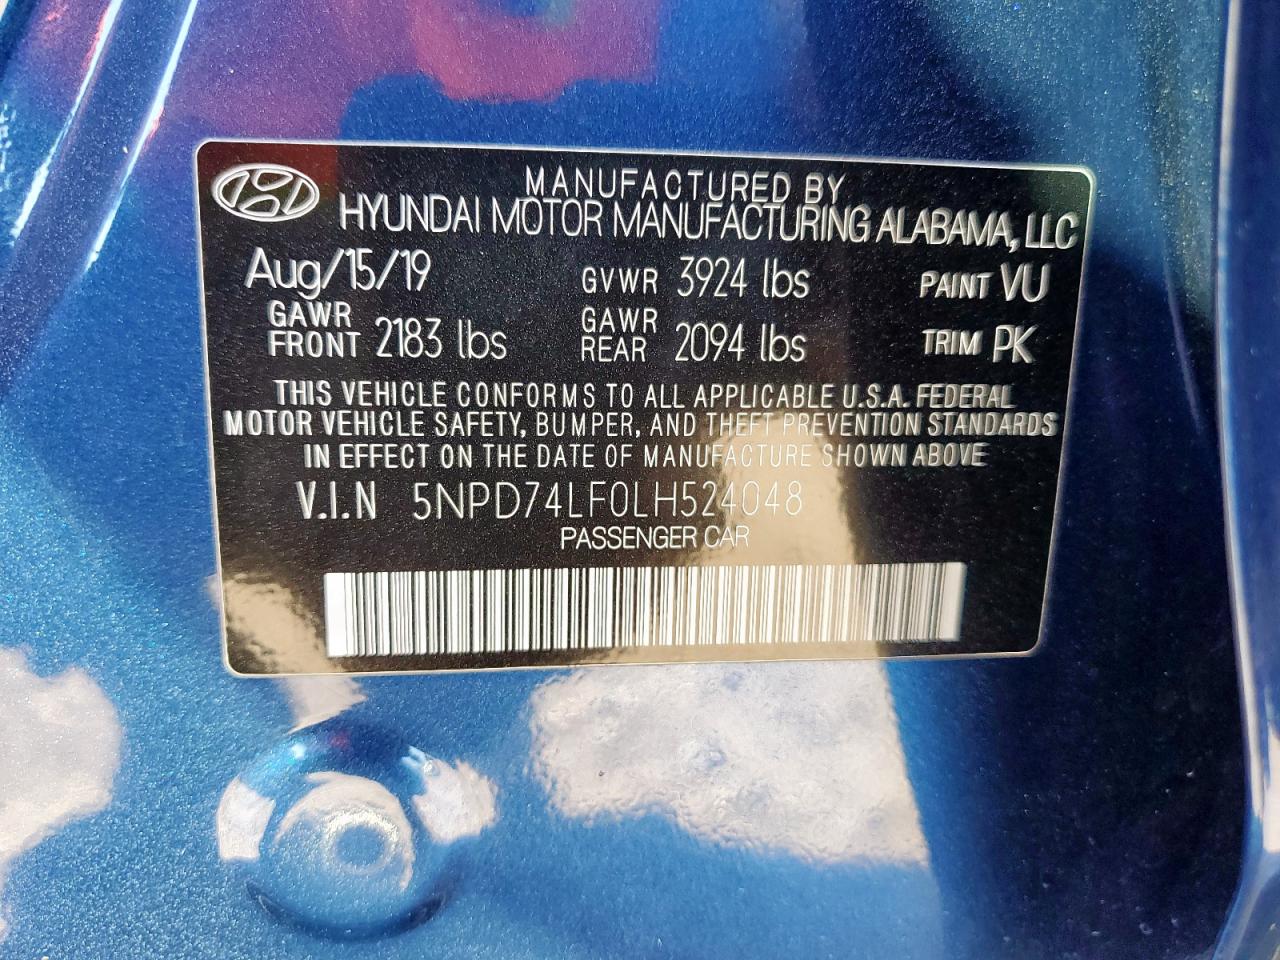 MANUFACTURED BY
HYUNDAI MOTOR MANUFACTURING ALABAMA, LLC
Aug/15/19 GVWR 3924 lbs PAINT VU
GAWR FRONT 2183 lbs GAWR REAR 2094 lbs TRIM PK
THIS VEHICLE CONFORMS TO ALL APPLICABLE U.S.A. FEDERAL
MOTOR VEHICLE SAFETY, BUMPER, AND THEFT PREVENTION STANDARDS
IN EFFECT ON THE DATE OF MANUFACTURE SHOWN ABOVE
V.I.N 5NPD74LF0LH524048
PASSENGER CAR